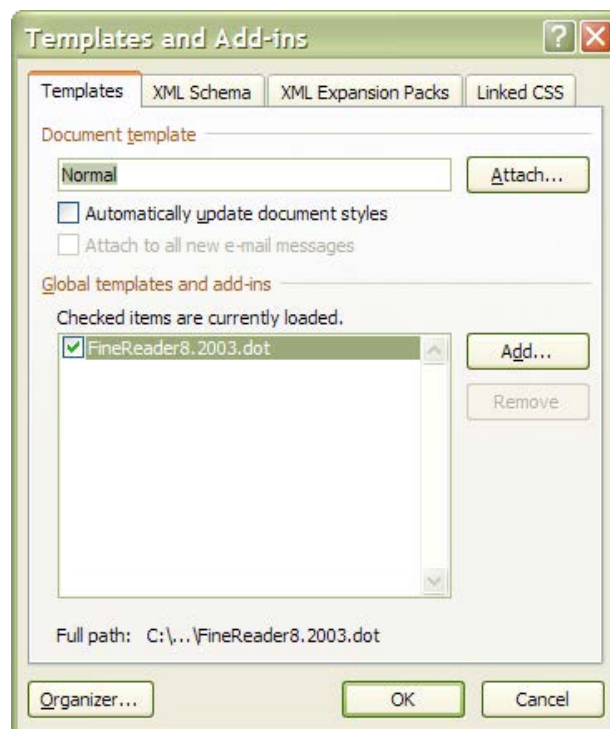 Templates and Add-ins
Templates XML Schema XML Expansion Packs Linked CSS
Document template
Normal Attach...
Automatically update document styles
Attach to all new e-mail messages
Global templates and add-ins
Checked items are currently loaded.
FineReader8.2003.dot Add...
Remove
Full path: C:\...\FineReader8.2003.dot
Organizer... OK Cancel